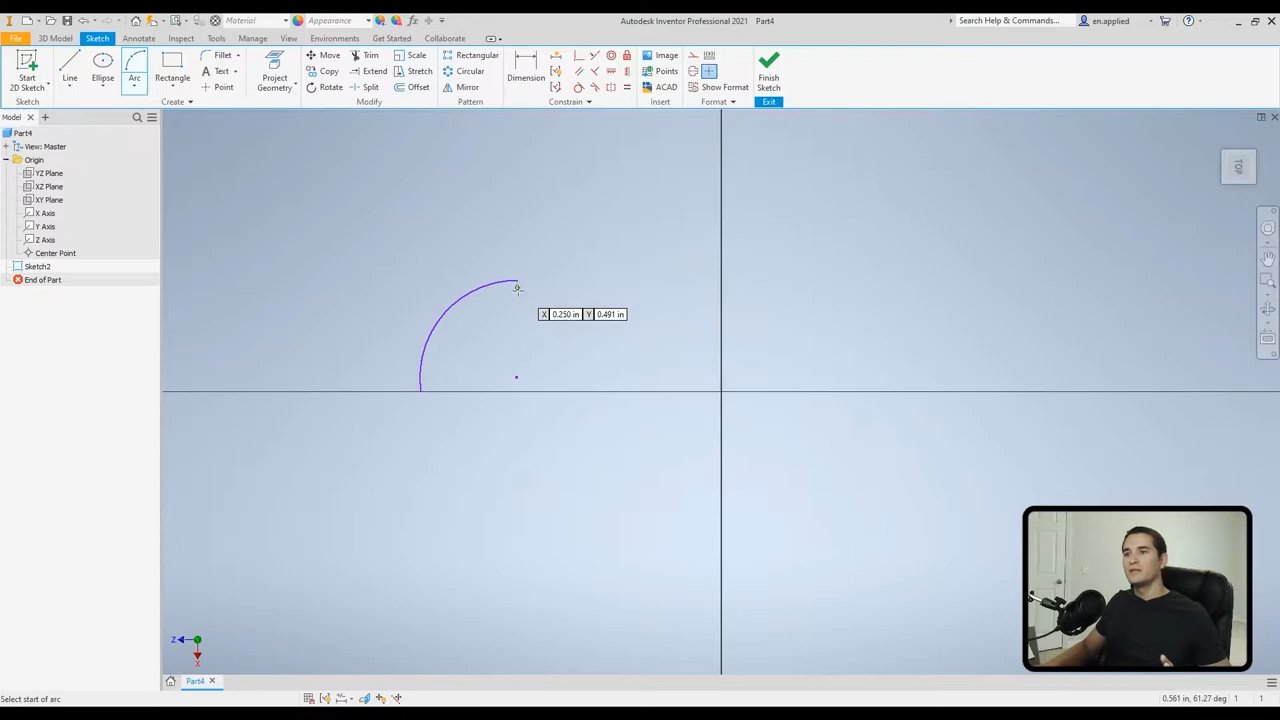 Material
Appearance
Autodesk Inventor Professional 2021 Part4
Search Help & Commands...
en.applied
File 3D Model Sketch Annotate Inspect Tools Manage View Environments Get Started Collaborate
Start
2D Sketch
Line
Ellipse
Arc
Rectangle
Fillet
Text
Point
Project
Geometry
Move
Copy
Rotate
Trim
Extend
Split
Scale
Stretch
Offset
Rectangular
Circular
Mirror
Dimension
Image
Points
ACAD
Show Format
Finish
Sketch
Sketch Create Modify Pattern Constrain Insert Format Exit
Model
Part4
View: Master
Origin
YZ Plane
XZ Plane
XY Plane
X Axis
Y Axis
Z Axis
Center Point
Sketch2
End of Part
TOP
X 0.250 in Y 0.491 in
Z
X
Part4
Select start of arc
0.561 in, 61.27 deg 1 1